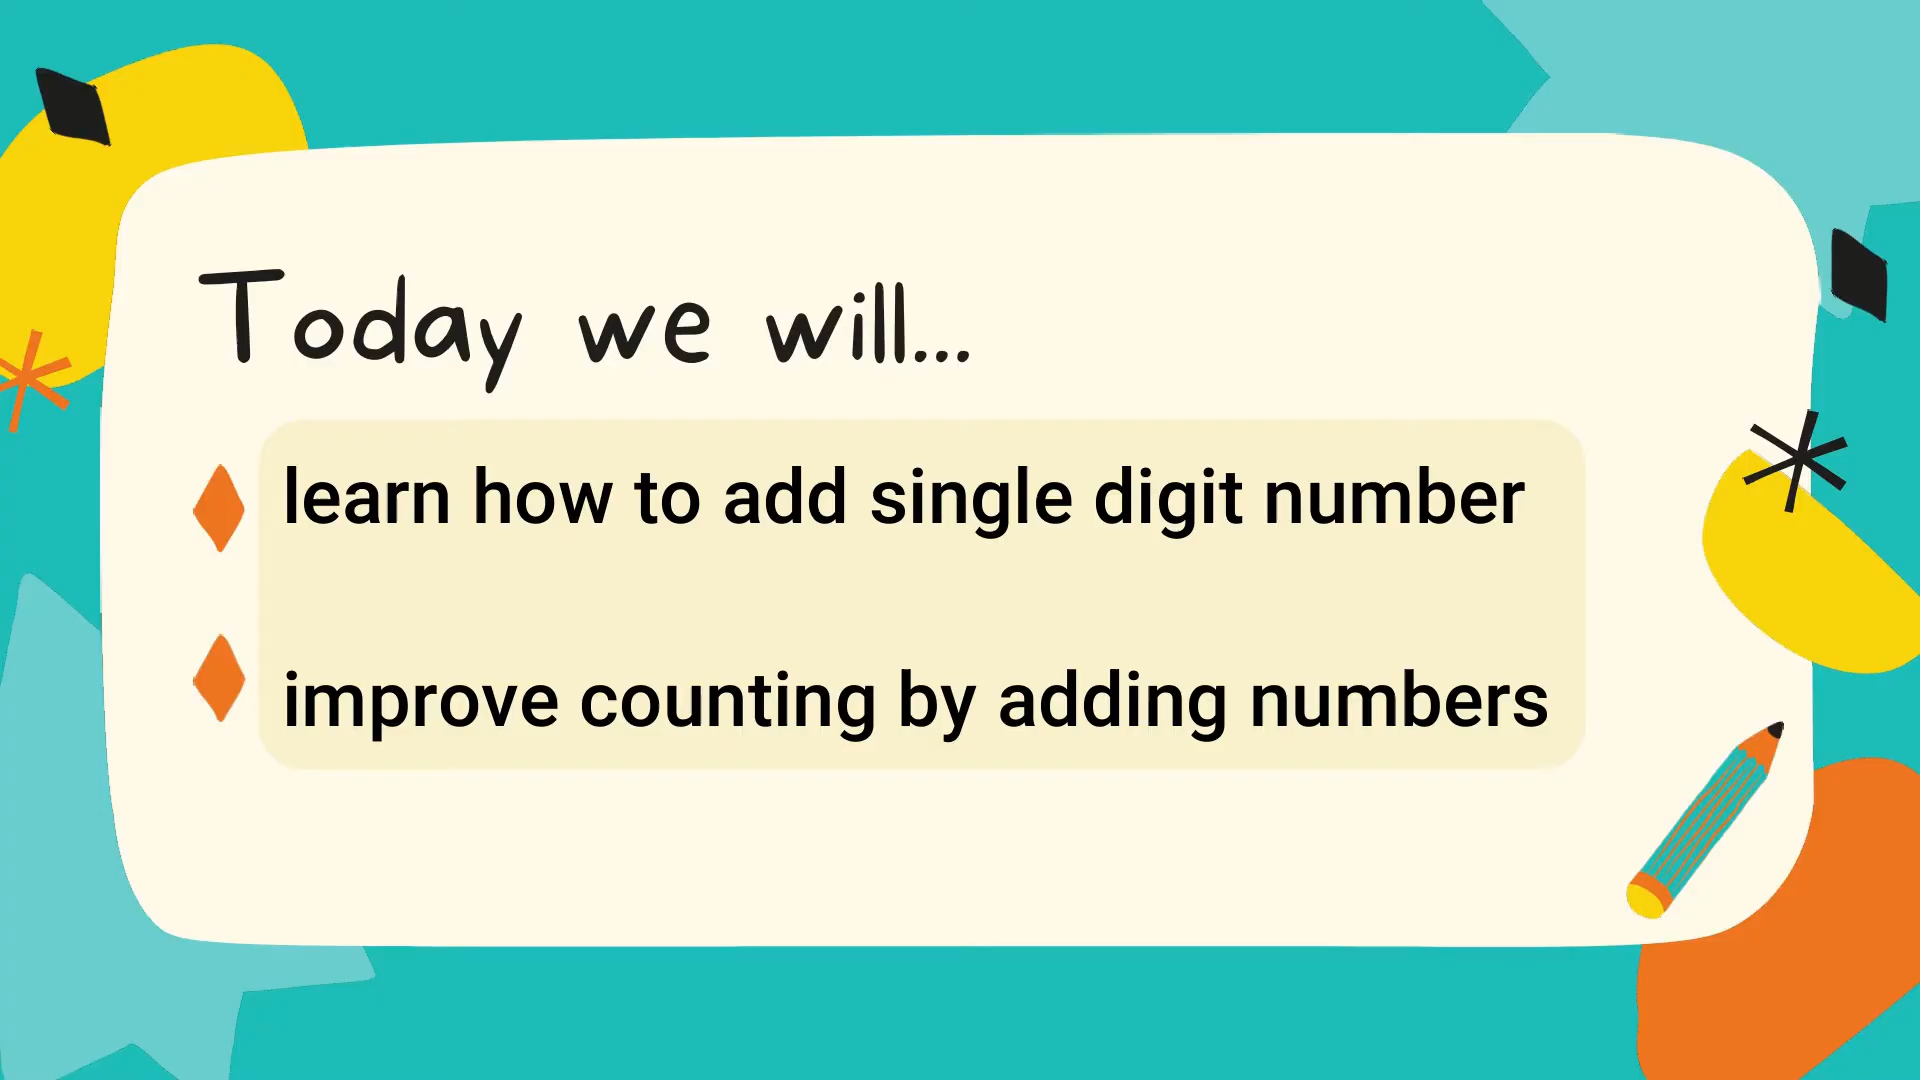 Today we will...
learn how to add single digit number
improve counting by adding numbers